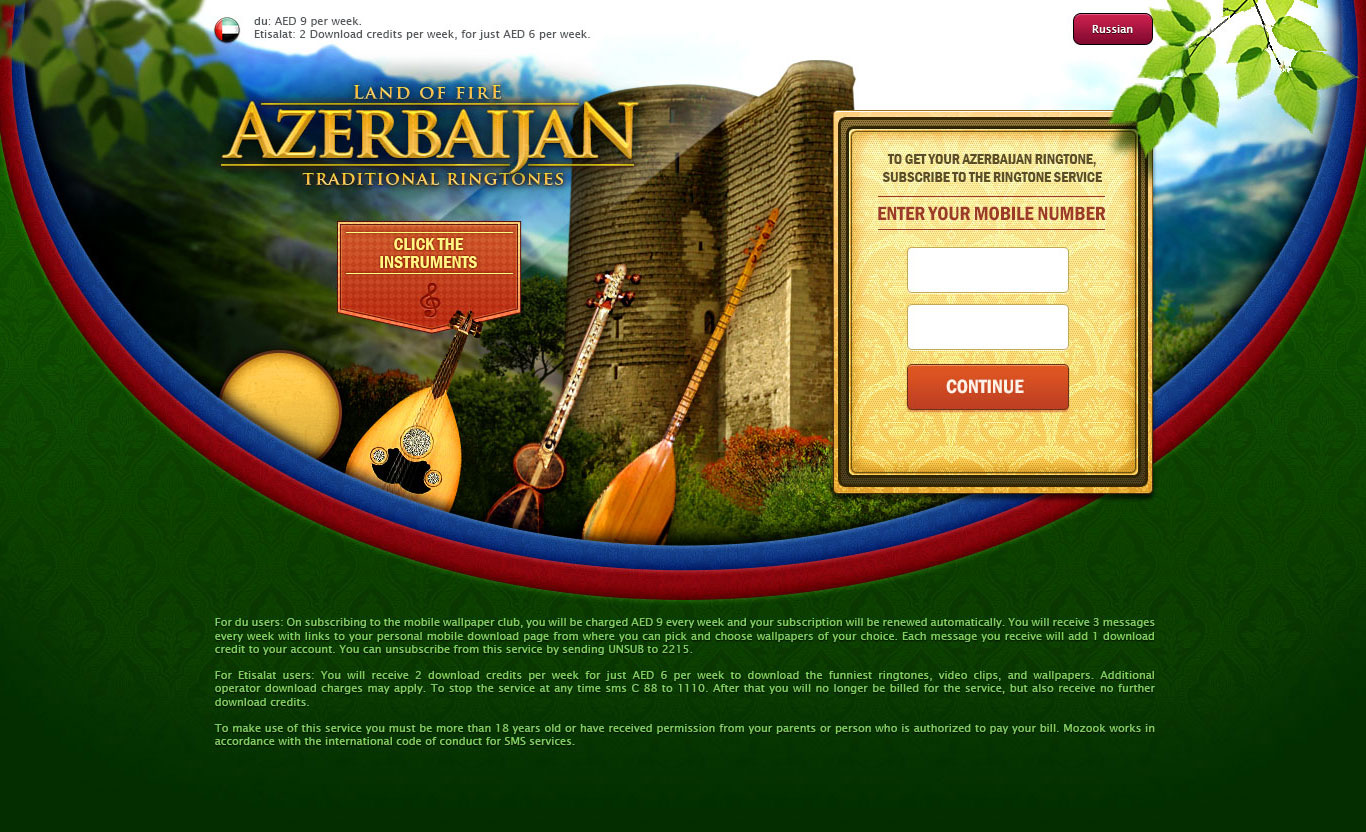 du: AED 9 per week.
Etisalat: 2 Download credits per week, for just AED 6 per week.
Russian
LAND OF FIRE
AZERBAIJAN
TRADITIONAL RINGTONES
CLICK THE
INSTRUMENTS
TO GET YOUR AZERBAIJAN RINGTONE,
SUBSCRIBE TO THE RINGTONE SERVICE
ENTER YOUR MOBILE NUMBER
CONTINUE
For du users: On subscribing to the mobile wallpaper club, you will be charged AED 9 every week and your subscription will be renewed automatically. You will receive 3 messages
every week with links to your personal mobile download page from where you can pick and choose wallpapers of your choice. Each message you receive will add 1 download
credit to your account. You can unsubscribe from this service by sending UNSUB to 2215.
For Etisalat users: You will receive 2 download credits per week for just AED 6 per week to download the funniest ringtones, video clips, and wallpapers. Additional
operator download charges may apply. To stop the service at any time sms C 88 to 1110. After that you will no longer be billed for the service, but also receive no further
download credits.
To make use of this service you must be more than 18 years old or have received permission from your parents or person who is authorized to pay your bill. Mozook works in
accordance with the international code of conduct for SMS services.